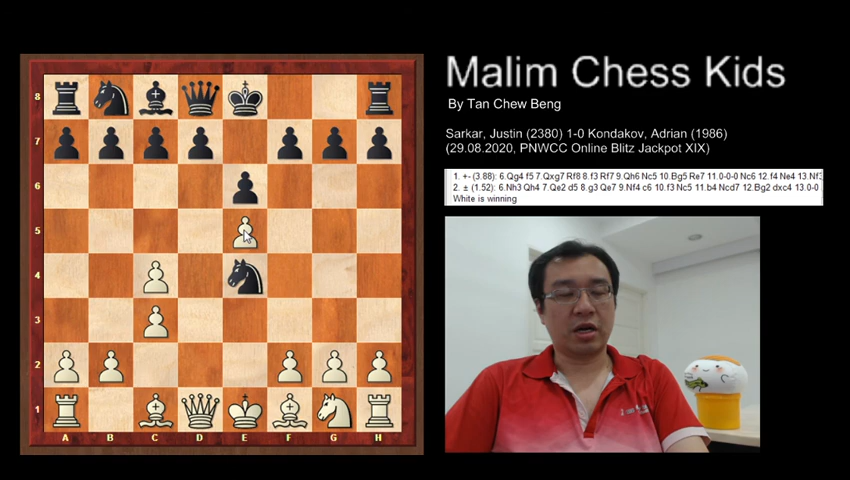 Malim Chess Kids
By Tan Chew Beng
Sarkar, Justin (2380) 1-0 Kondakov, Adrian (1986)
(29.08.2020, PNWCC Online Blitz Jackpot XIX)
1. +- (3.88): 6.Qg4 f5 7.Qxg7 Rf8 8.f3 Rf7 9.Qh6 Nc5 10.Bg5 Re7 11.0-0-0 Nc6 12.f4 Ne4 13.Nf3
2. ± (1.52): 6.Nh3 Qh4 7.Qe2 d5 8.g3 Qe7 9.Nf4 c6 10.f3 Nc5 11.b4 Ncd7 12.Bg2 dxc4 13.0-0
White is winning
8
7
6
5
4
3
2
1
A B C D E F G H